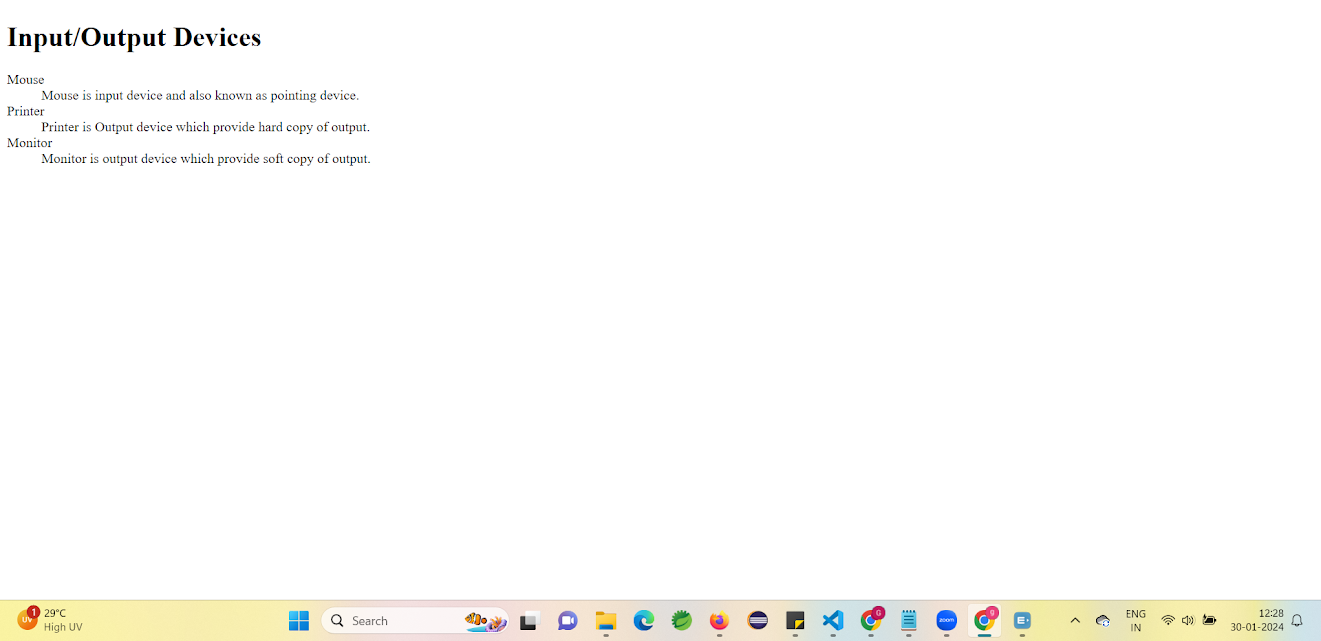 Input/Output Devices
Mouse
Mouse is input device and also known as pointing device.
Printer
Printer is Output device which provide hard copy of output.
Monitor
Monitor is output device which provide soft copy of output.
UV
1
29°C
High UV
Search
G
zoom
g
E
ENG
IN
12:28
30-01-2024